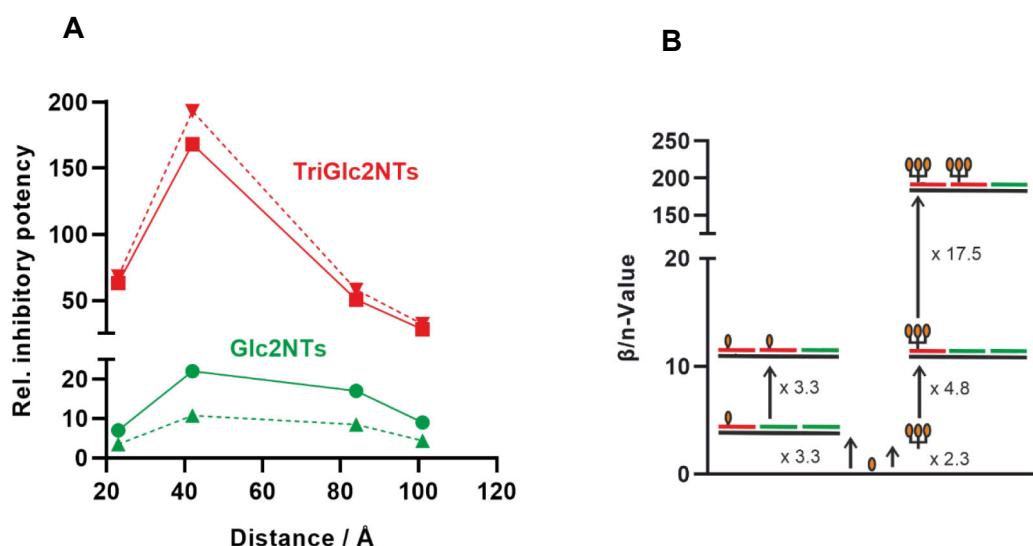 A
Rel. inhibitory potency
200
150
100
50
20
10
0
TriGlc2NTs
Glc2NTs
20 40 60 80 100 120
Distance / Å
B
β/n-Value
250
200
150
20
10
0
x 17.5
x 3.3
x 4.8
x 3.3
x 2.3